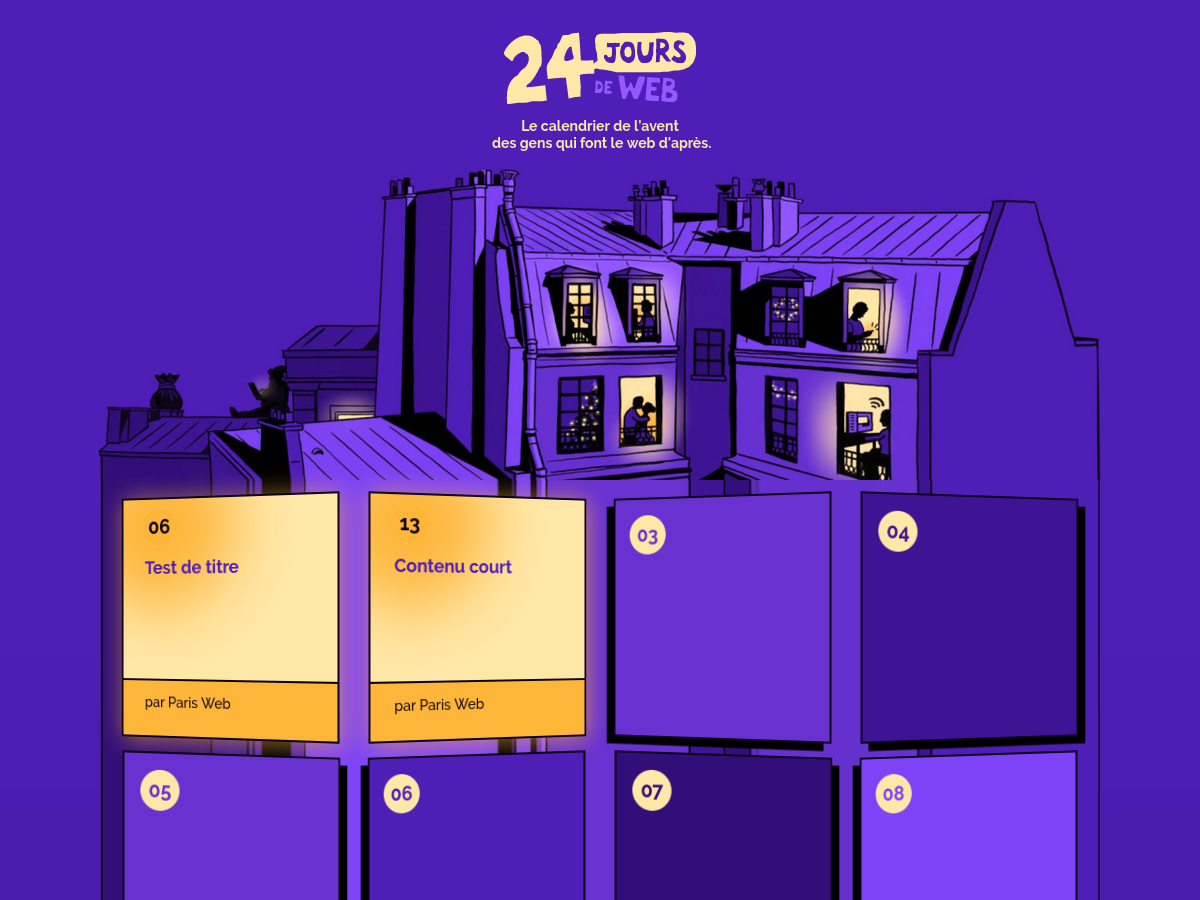 24 JOURS
DE WEB
Le calendrier de l'avent
des gens qui font le web d'après.
06
Test de titre
par Paris Web
13
Contenu court
par Paris Web
03
04
05
06
07
08